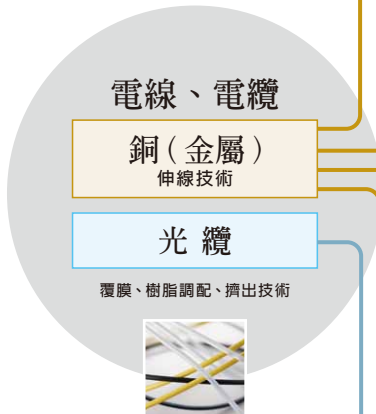 電線、電纜
銅(金屬)
伸線技術
光纜
覆膜、樹脂調配、擠出技術